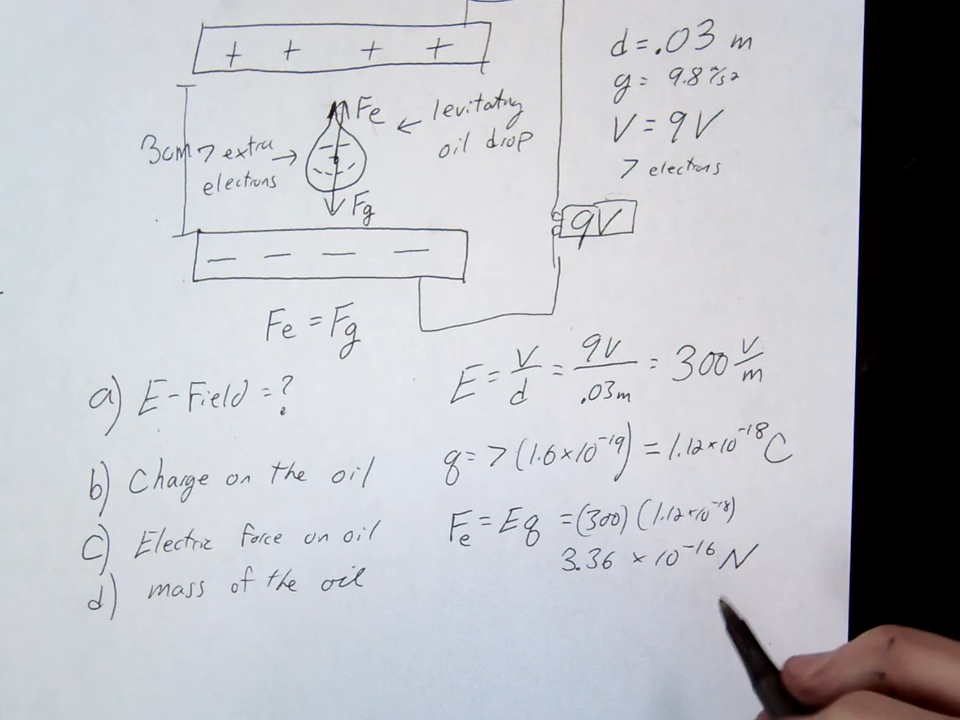 + + + +
d = .03 m
g = 9.8 m/s²
V = 9V
7 electrons
Fe
levitating
oil drop
3cm
7 extra
electrons
Fg
9V
— — — —
Fe = Fg
a) E-Field = ?
E = V/d = 9V/.03m = 300 V/m
b) Charge on the oil
q = 7(1.6×10⁻¹⁹) = 1.12×10⁻¹⁸ C
c) Electric force on oil
Fe = Eq = (300)(1.12×10⁻¹⁸)
3.36 × 10⁻¹⁶ N
d) mass of the oil